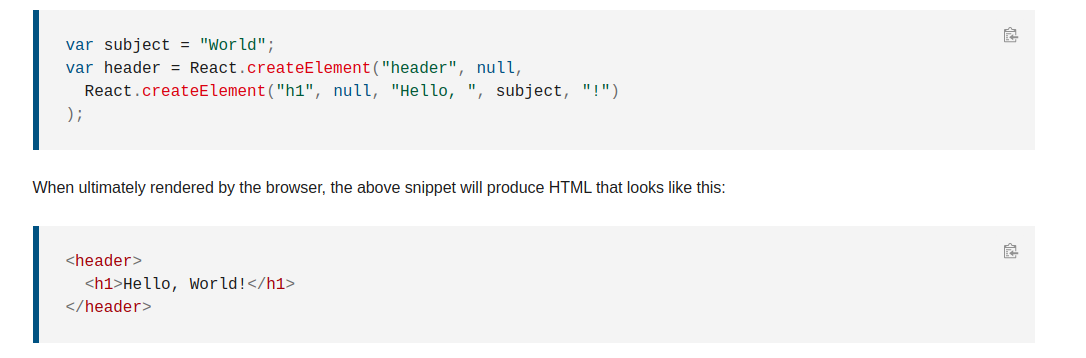 var subject = "World";
var header = React.createElement("header", null,
  React.createElement("h1", null, "Hello, ", subject, "!")
);
When ultimately rendered by the browser, the above snippet will produce HTML that looks like this:
<header>
  <h1>Hello, World!</h1>
</header>